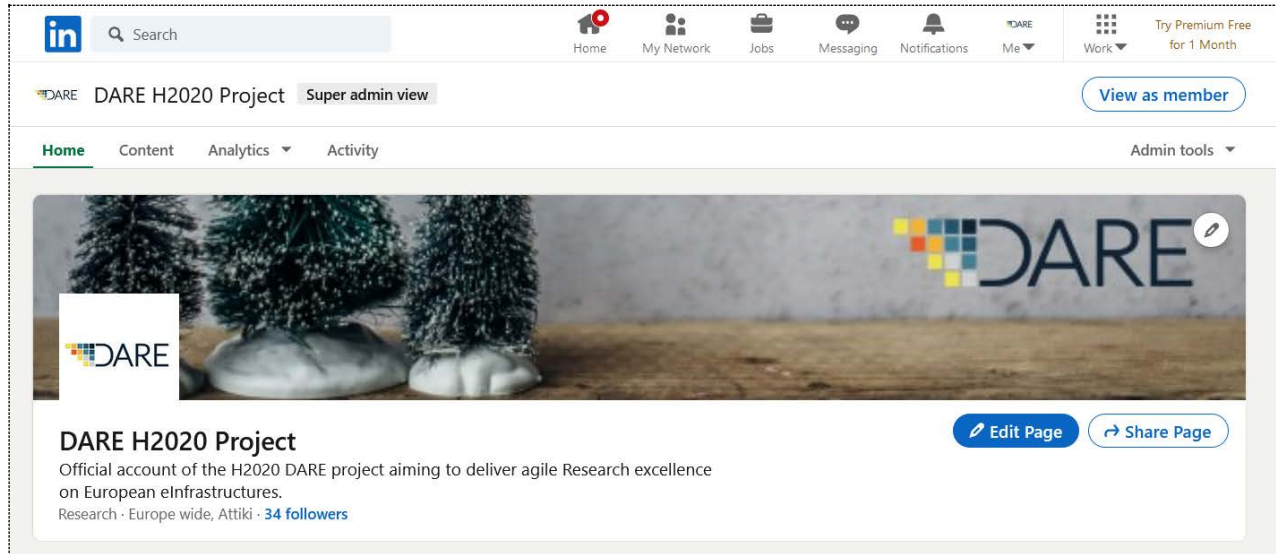 in
Search
Home
My Network
Jobs
Messaging
Notifications
DARE
Me
Work
Try Premium Free
for 1 Month
DARE
DARE H2020 Project
Super admin view
View as member
Home
Content
Analytics
Activity
Admin tools
DARE
DARE
DARE H2020 Project
Edit Page
Share Page
Official account of the H2020 DARE project aiming to deliver agile Research excellence
on European eInfrastructures.
Research · Europe wide, Attiki · 34 followers